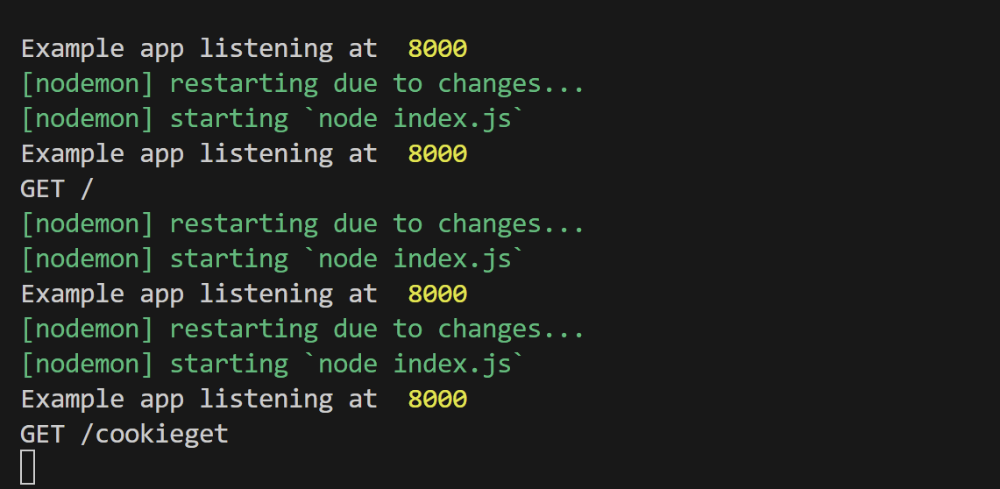 Example app listening at  8000
[nodemon] restarting due to changes...
[nodemon] starting `node index.js`
Example app listening at  8000
GET /
[nodemon] restarting due to changes...
[nodemon] starting `node index.js`
Example app listening at  8000
[nodemon] restarting due to changes...
[nodemon] starting `node index.js`
Example app listening at  8000
GET /cookieget